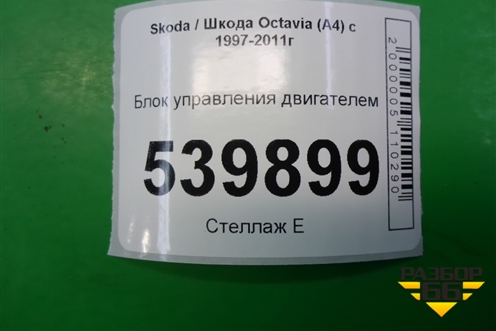 Skoda / Шкода Octavia (A4) с
1997-2011г
Блок управления двигателем
539899
Стеллаж Е
2000005110290
РАЗБОР
66